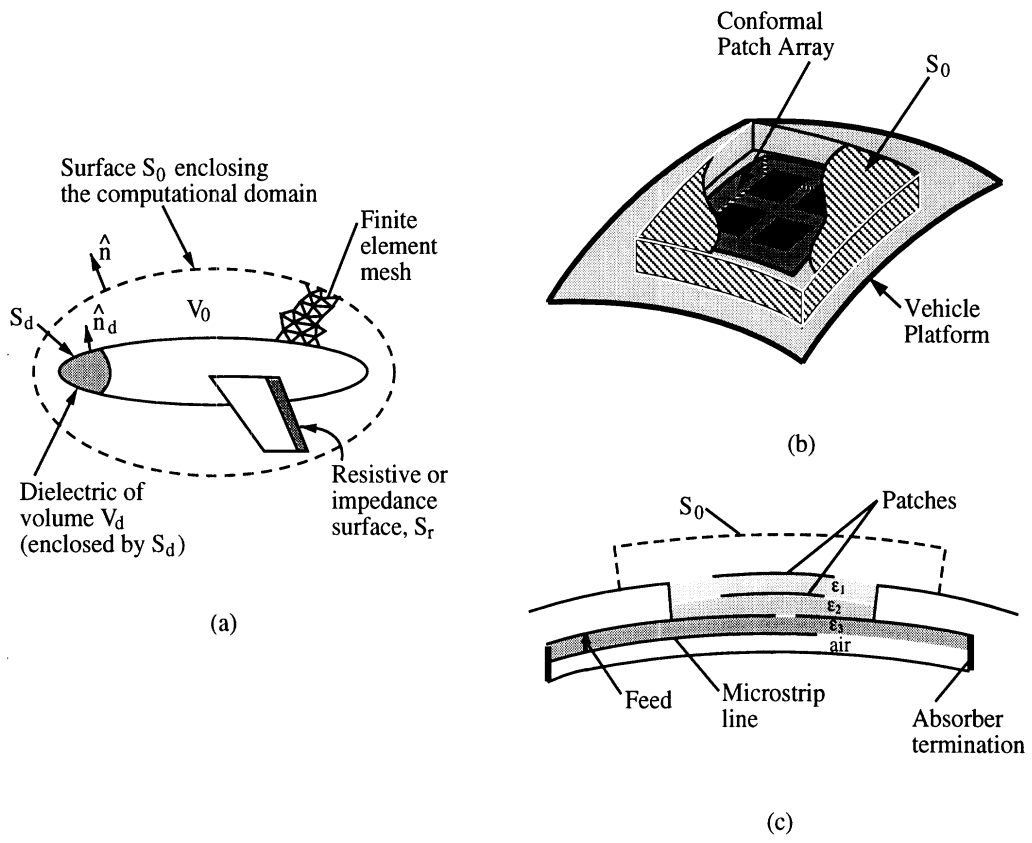 Surface S0 enclosing
the computational domain
n̂
Finite
element
mesh
Sd
n̂d
V0
Dielectric of
volume Vd
(enclosed by Sd)
Resistive or
impedance
surface, Sr
(a)
Conformal
Patch Array
S0
Vehicle
Platform
(b)
S0
Patches
ε1
ε2
ε3
air
Feed
Microstrip
line
Absorber
termination
(c)